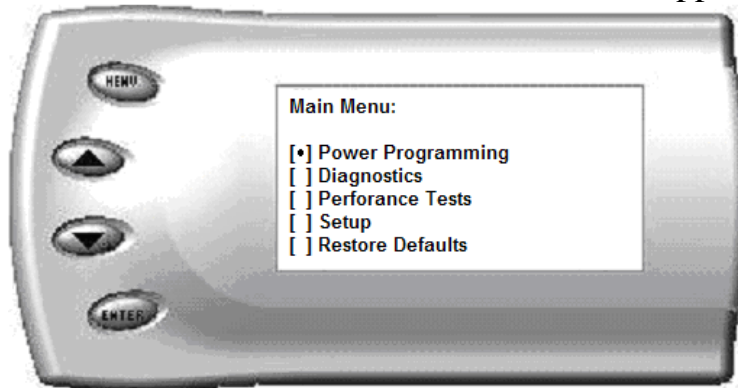 MENU
Main Menu:
[•] Power Programming
[ ] Diagnostics
[ ] Perforance Tests
[ ] Setup
[ ] Restore Defaults
ENTER